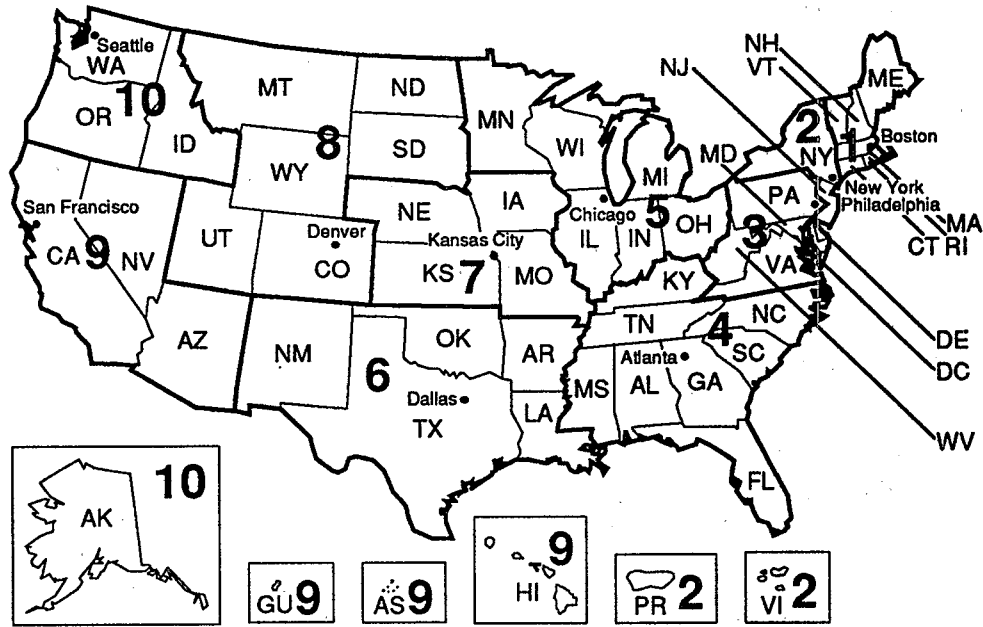 NH
VT
NJ
ME
Seattle
WA
10
MT
ND
MN
OR
ID
8
SD
WI
2
1
Boston
NY
MD
WY
MI
PA
New York
Philadelphia
San Francisco
NE
IA
Chicago
5
OH
MA
CT RI
UT
Denver
CO
Kansas City
IL
IN
3
CA
9
NV
KS
7
MO
VA
KY
NC
AZ
NM
OK
TN
4
DE
AR
Atlanta
SC
DC
6
MS
AL
GA
Dallas
TX
LA
WV
FL
10
AK
9
HI
GU 9
AS 9
PR 2
VI 2